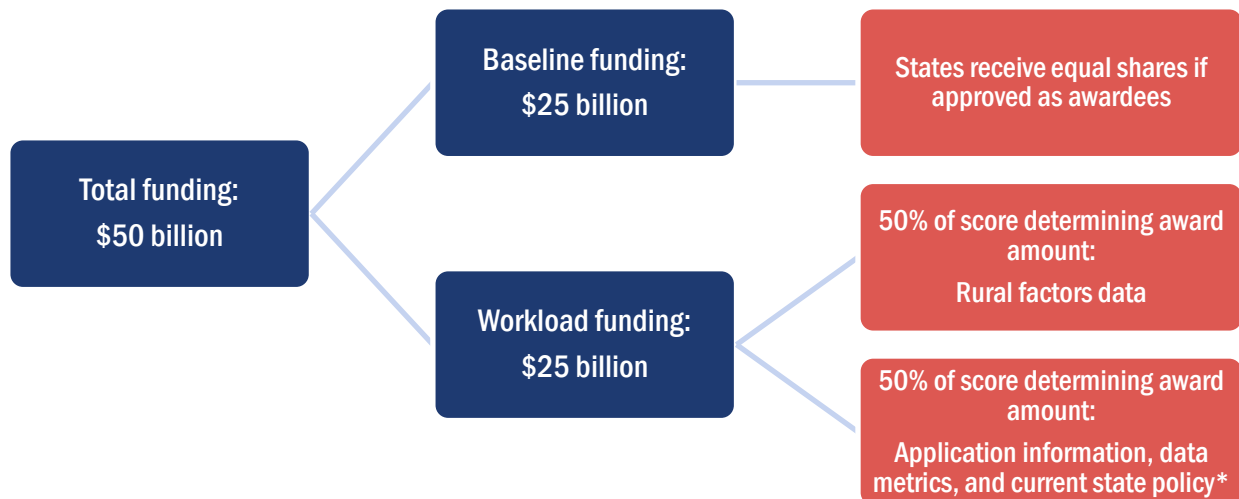 Total funding:
$50 billion
Baseline funding:
$25 billion
States receive equal shares if
approved as awardees
Workload funding:
$25 billion
50% of score determining award
amount:
Rural factors data
50% of score determining award
amount:
Application information, data
metrics, and current state policy*